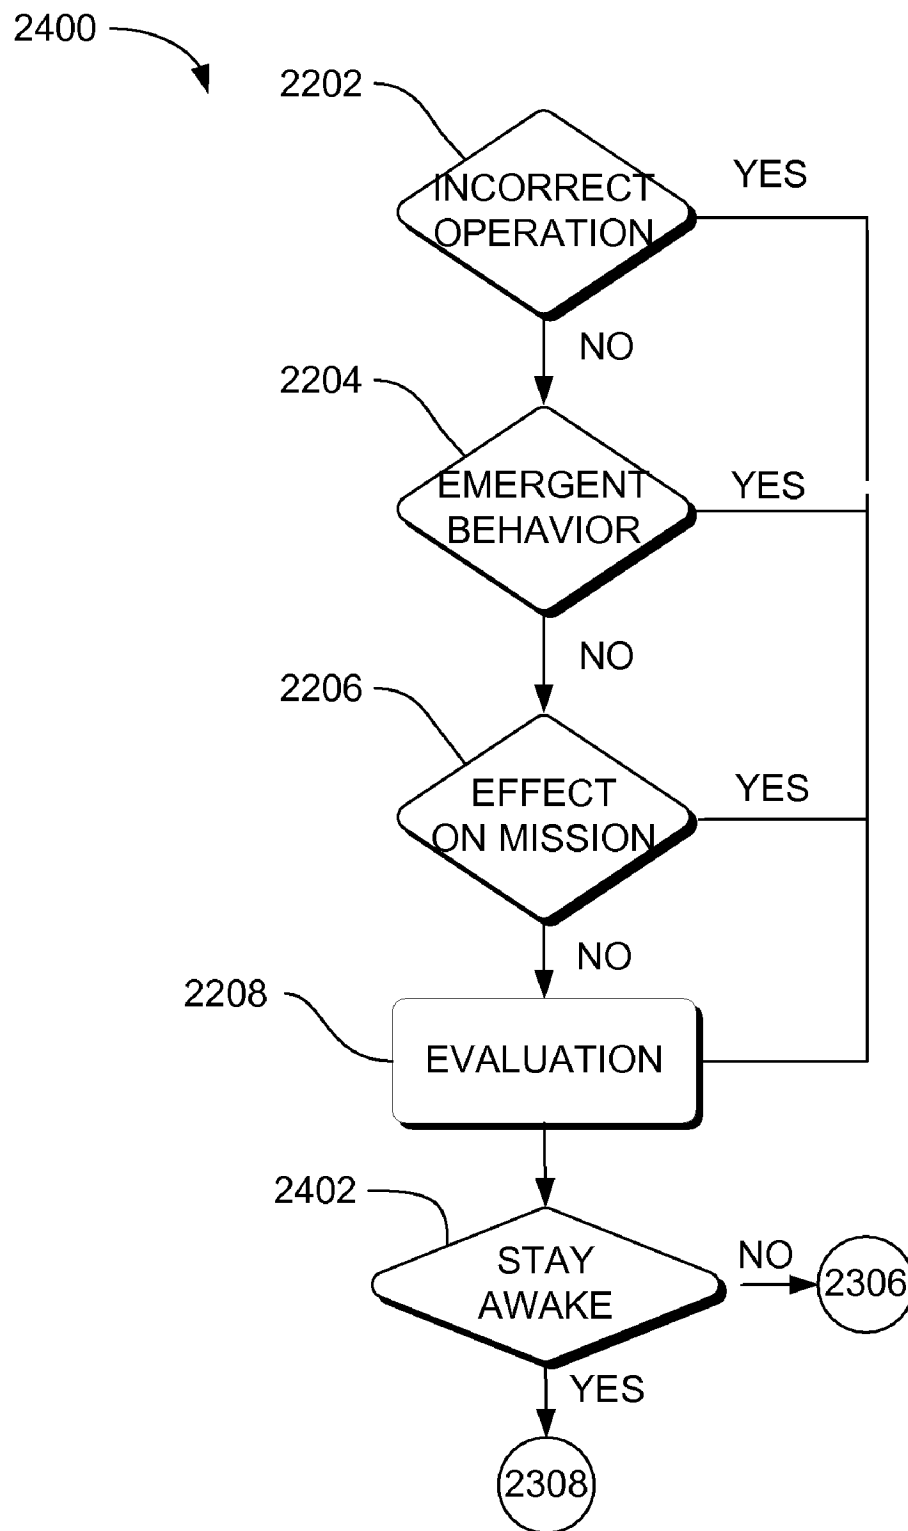 2400
2202
INCORRECT
OPERATION
YES
NO
2204
EMERGENT
BEHAVIOR
YES
NO
2206
EFFECT
ON MISSION
YES
NO
2208
EVALUATION
2402
STAY
AWAKE
NO
2306
YES
2308